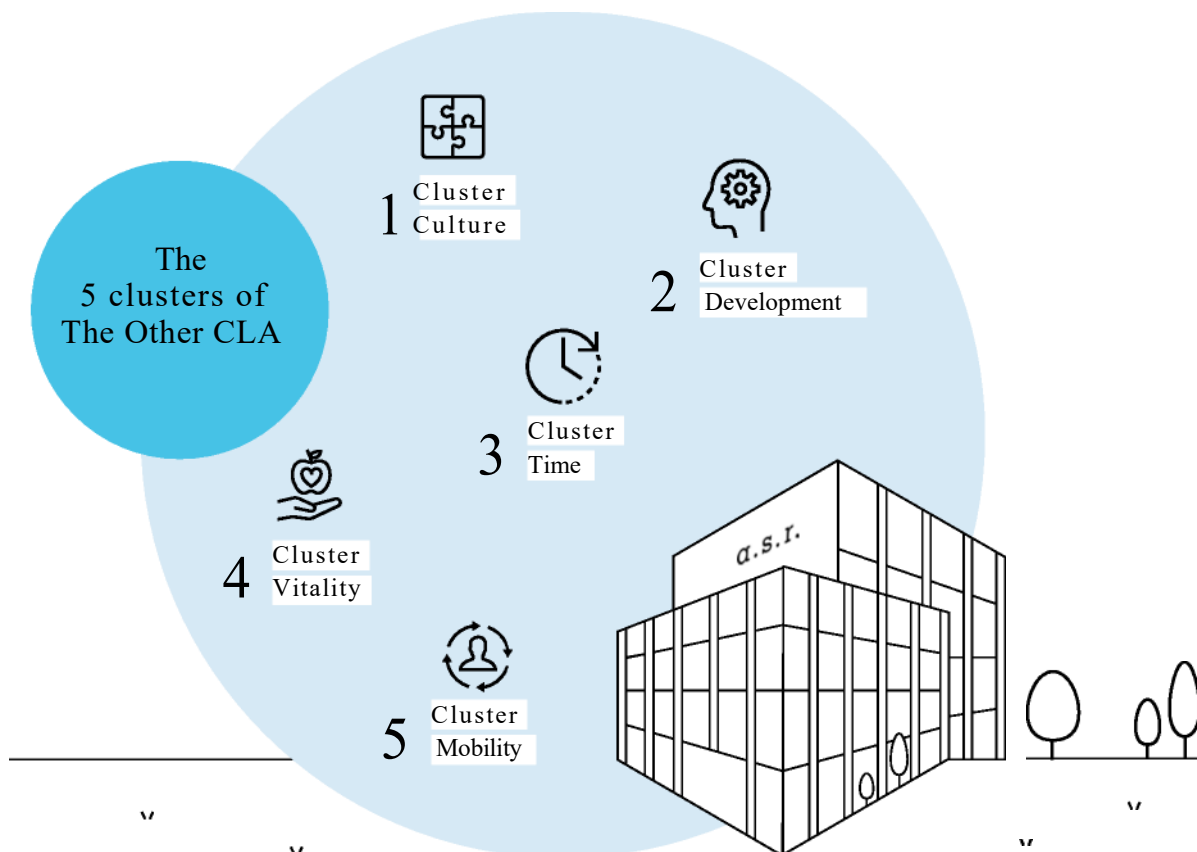 The
5 clusters of
The Other CLA
1 Cluster
Culture
2 Cluster
Development
3 Cluster
Time
4 Cluster
Vitality
5 Cluster
Mobility
a.s.r.